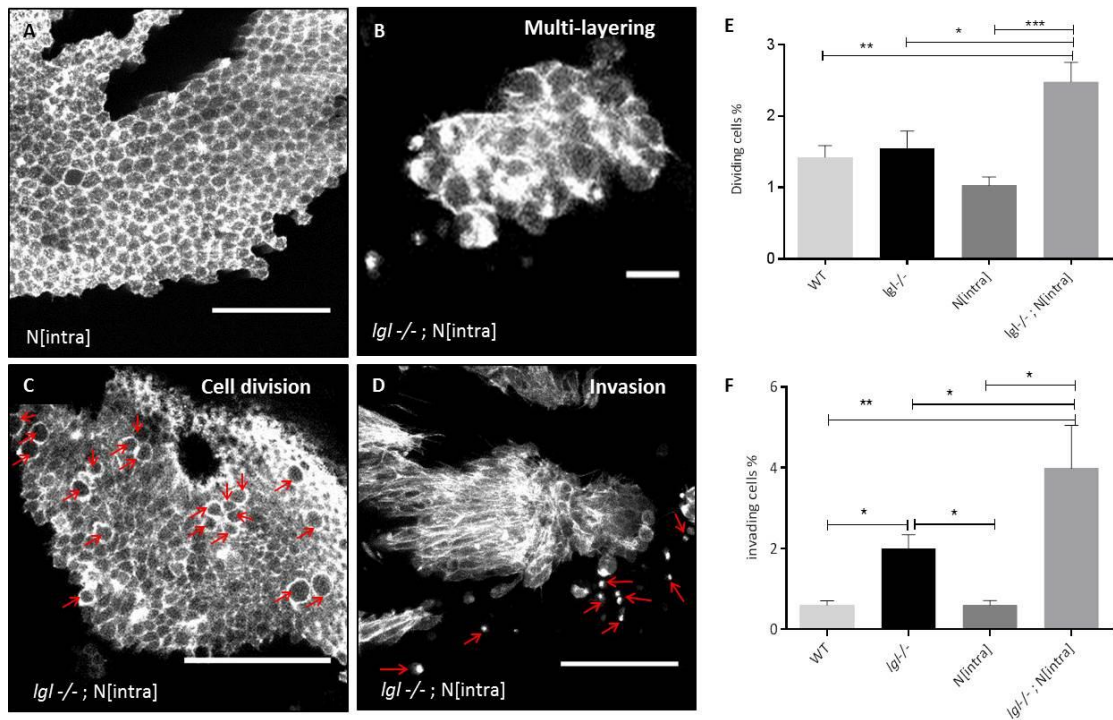 A
N[intra]
B
Multi-layering
lgl -/- ; N[intra]
C
Cell division
lgl -/- ; N[intra]
D
Invasion
lgl -/- ; N[intra]
E
***
*
**
3
2
1
0
Dividing cells %
WT
lgl-/-
N[intra]
lgl-/- ; N[intra]
F
*
*
**
*
*
6
4
2
0
invading cells %
WT
lgl-/-
N[intra]
lgl-/- ; N[intra]